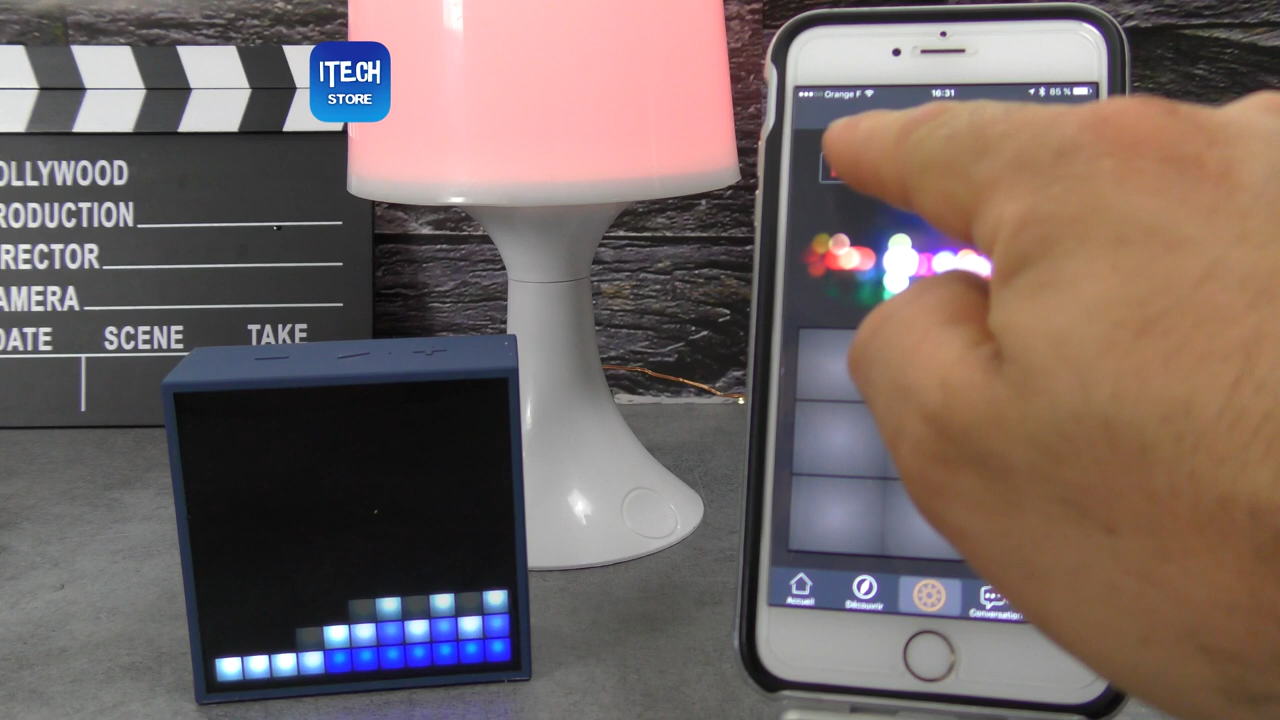 ITECH
STORE
OLLYWOOD
RODUCTION
RECTOR
AMERA
DATE SCENE TAKE
Orange F 16:31 85 %
Accueil Découvrir Conversation